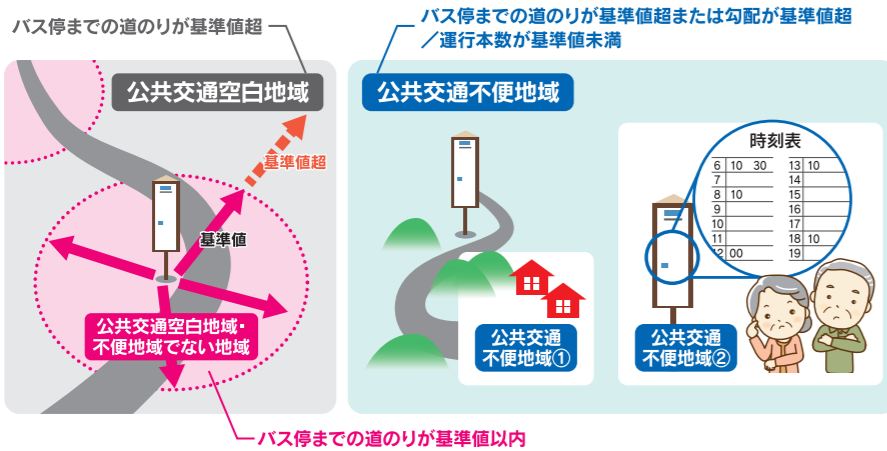 バス停までの道のりが基準値超
公共交通空白地域
基準値超
基準値
公共交通空白地域・
不便地域でない地域
バス停までの道のりが基準値以内
バス停までの道のりが基準値超または勾配が基準値超
／運行本数が基準値未満
公共交通不便地域
公共交通
不便地域①
時刻表
6 10 30 13 10
7 14
8 10 15
9 16
10 17
11 18 10
12 00 19
公共交通
不便地域②